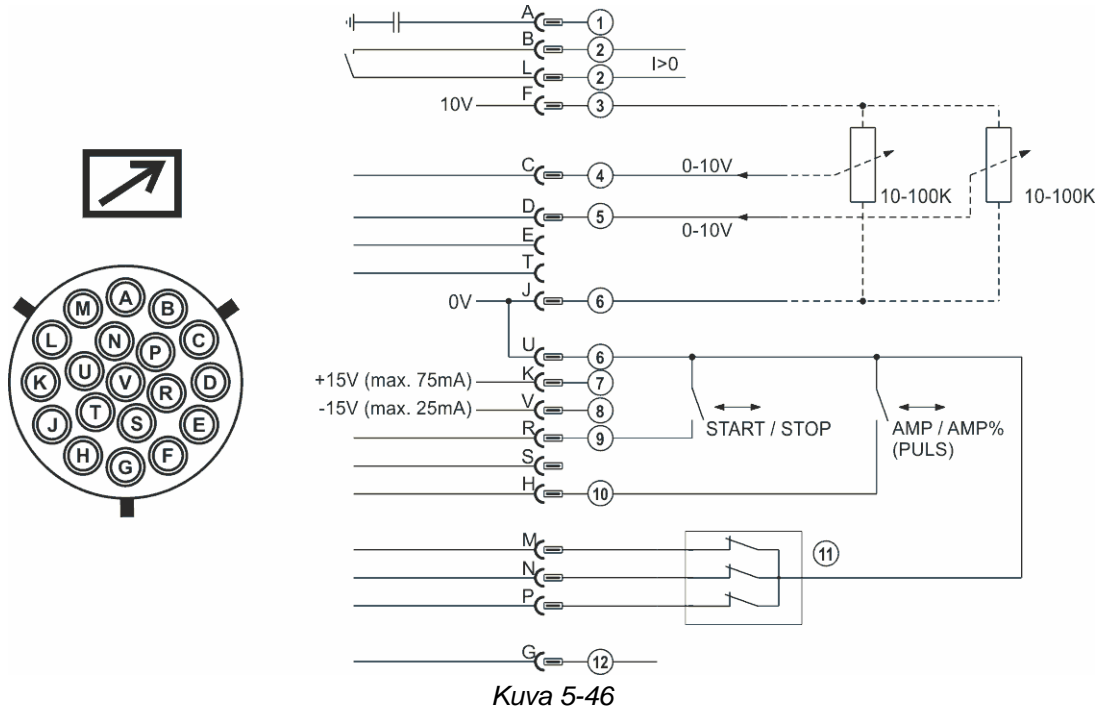 A 1
B 2
L 2 I>0
10V F 3
C 4 0-10V 10-100K 10-100K
D 5 0-10V
E
T
0V J 6
U 6
+15V (max. 75mA) K 7
-15V (max. 25mA) V 8
R 9 START / STOP AMP / AMP%
(PULS)
S
H 10
M 11
N
P
G 12
A
M B
L N P C
K U V R D
J T S E
H G F
Kuva 5-46